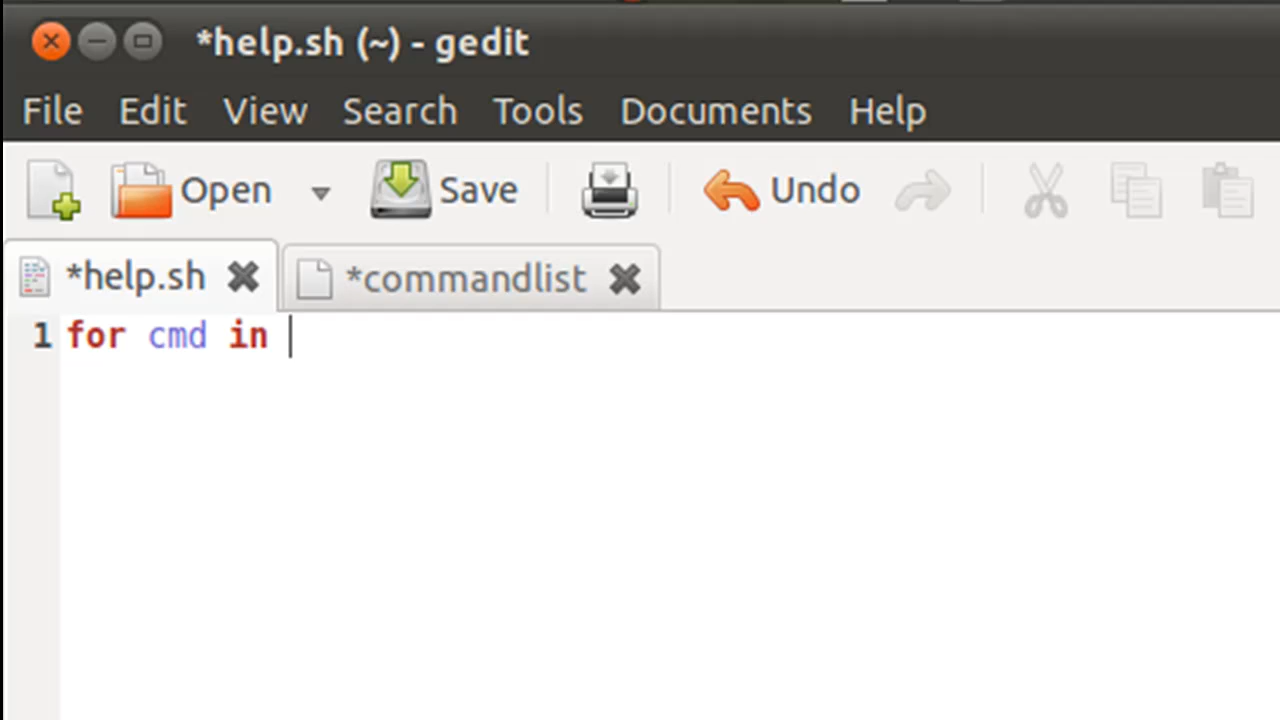 *help.sh (~) - gedit
File Edit View Search Tools Documents Help
Open Save Undo
*help.sh *commandlist
1 for cmd in